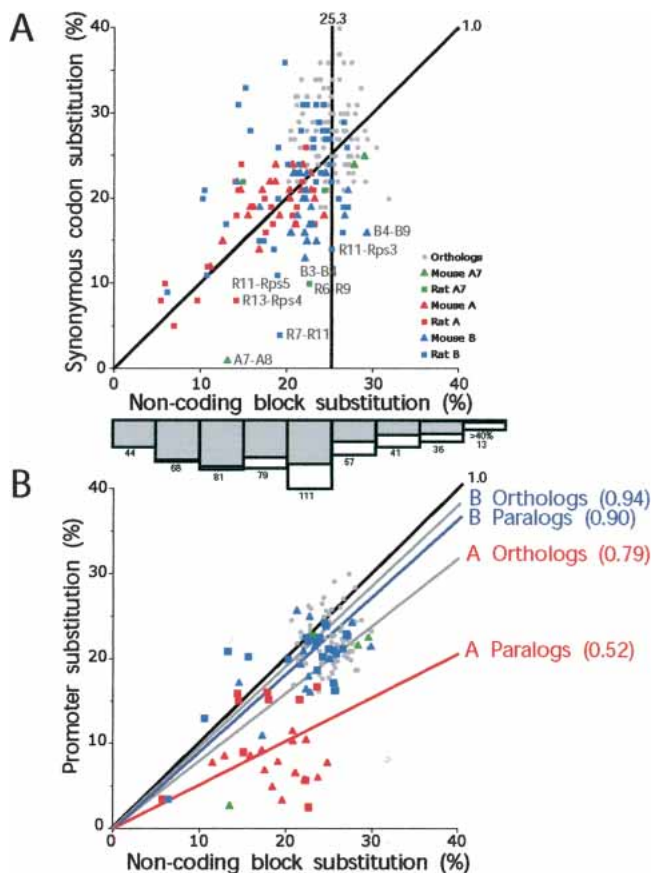 A
25.3
1.0
Synonymous codon substitution (%)
40
30
20
10
0
B4-B9
R11-Rps3
B3-B4
R11-Rps5
R6-R9
R13-Rps4
R7-R11
A7-A8
Orthologs
Mouse A7
Rat A7
Mouse A
Rat A
Mouse B
Rat B
0 10 20 30 40
Non-coding block substitution (%)
44 68 81 79 111 57 41 36 >40% 13
B
1.0
Promoter substitution (%)
40
30
20
10
0
B Orthologs (0.94)
B Paralogs (0.90)
A Orthologs (0.79)
A Paralogs (0.52)
0 10 20 30 40
Non-coding block substitution (%)